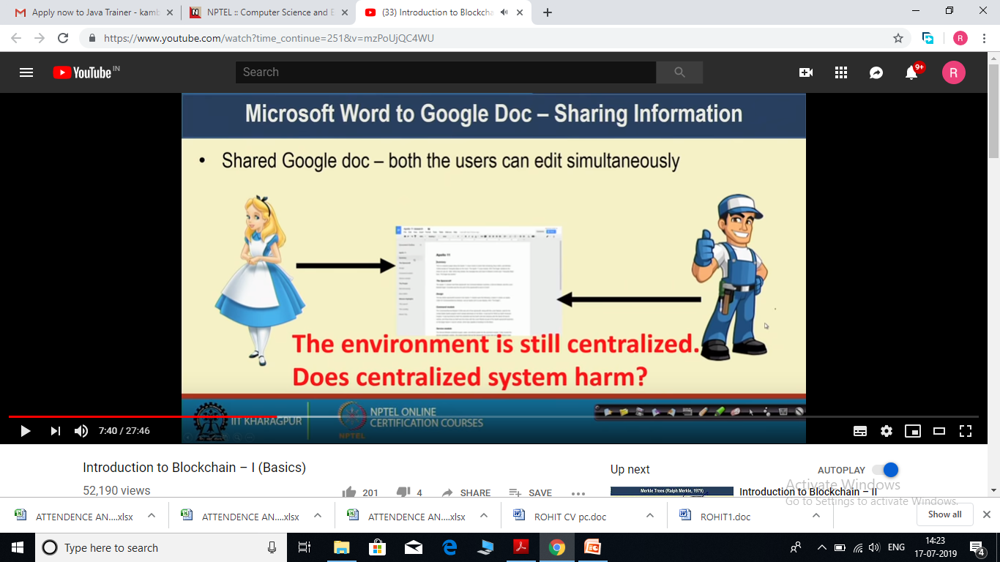 Apply now to Java Trainer - kamb
NPTEL :: Computer Science and E
(33) Introduction to Blockcha
https://www.youtube.com/watch?time_continue=251&v=mzPoUjQC4WU
R
YouTube IN
Search
9+
R
Microsoft Word to Google Doc – Sharing Information
• Shared Google doc – both the users can edit simultaneously
Apollo 11
The environment is still centralized.
Does centralized system harm?
IIT KHARAGPUR
NPTEL
NPTEL ONLINE
CERTIFICATION COURSES
7:40 / 27:46
Introduction to Blockchain – I (Basics)
52,190 views
201
4
SHARE
SAVE
Up next
AUTOPLAY
Merkle Trees (Ralph Merkle, 1979)
Introduction to Blockchain – II
Activate Windows
Go to Settings to activate Windows.
ATTENDENCE AN....xlsx
ATTENDENCE AN....xlsx
ATTENDENCE AN....xlsx
ROHIT CV pc.doc
ROHIT1.doc
Show all
Type here to search
ENG
14:23
17-07-2019
4